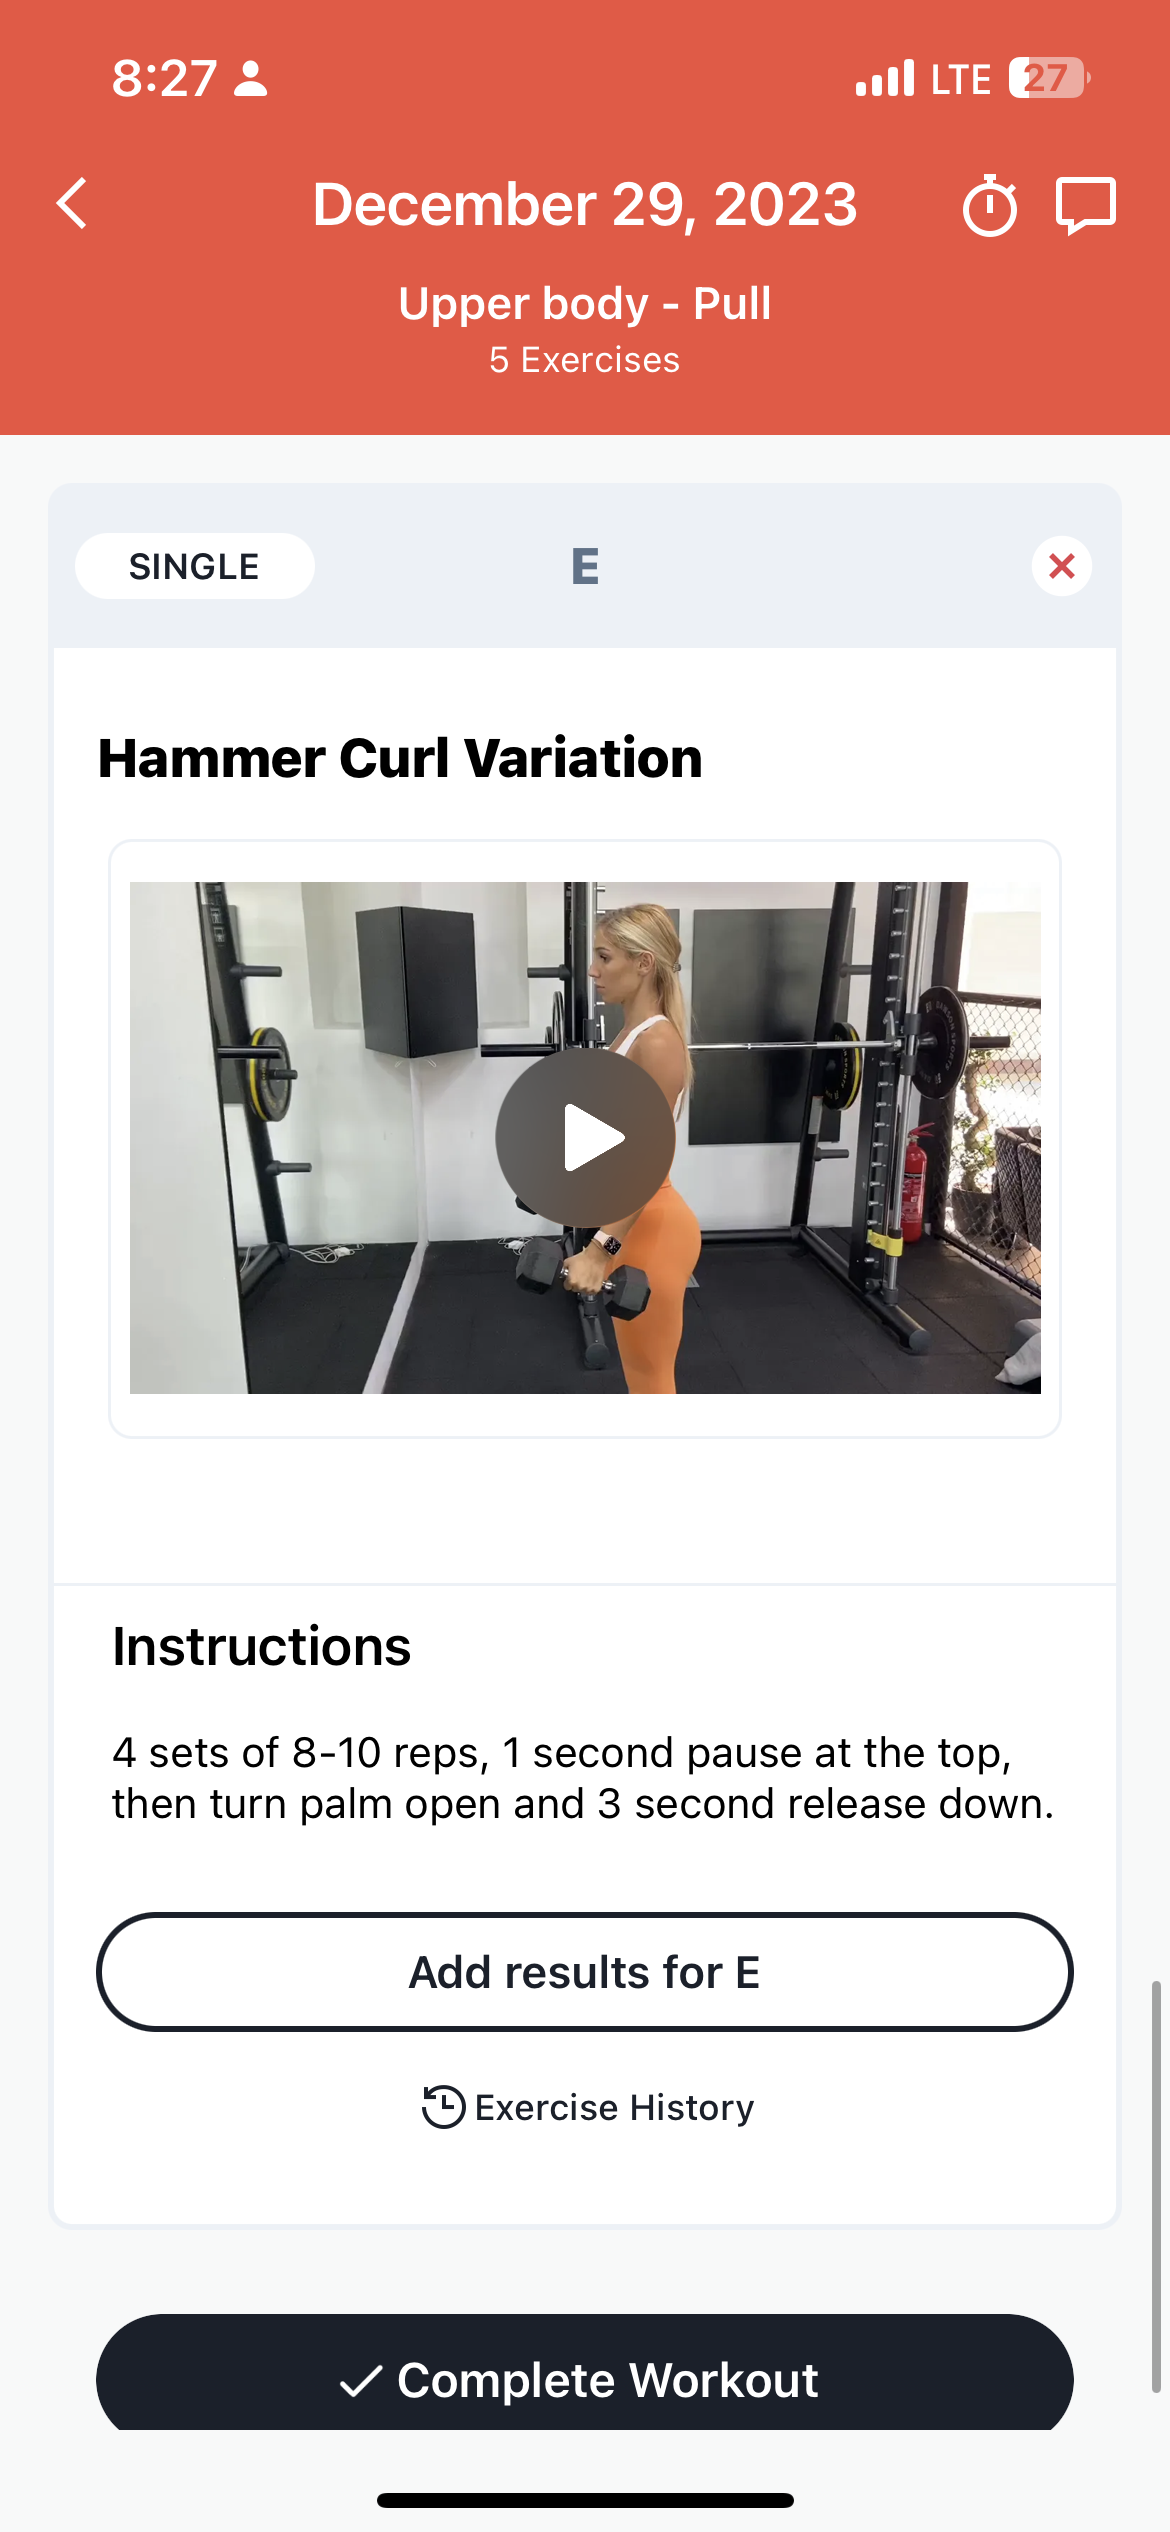 8:27
LTE 27
December 29, 2023
Upper body - Pull
5 Exercises
SINGLE
E
Hammer Curl Variation
Instructions
4 sets of 8-10 reps, 1 second pause at the top,
then turn palm open and 3 second release down.
Add results for E
Exercise History
Complete Workout